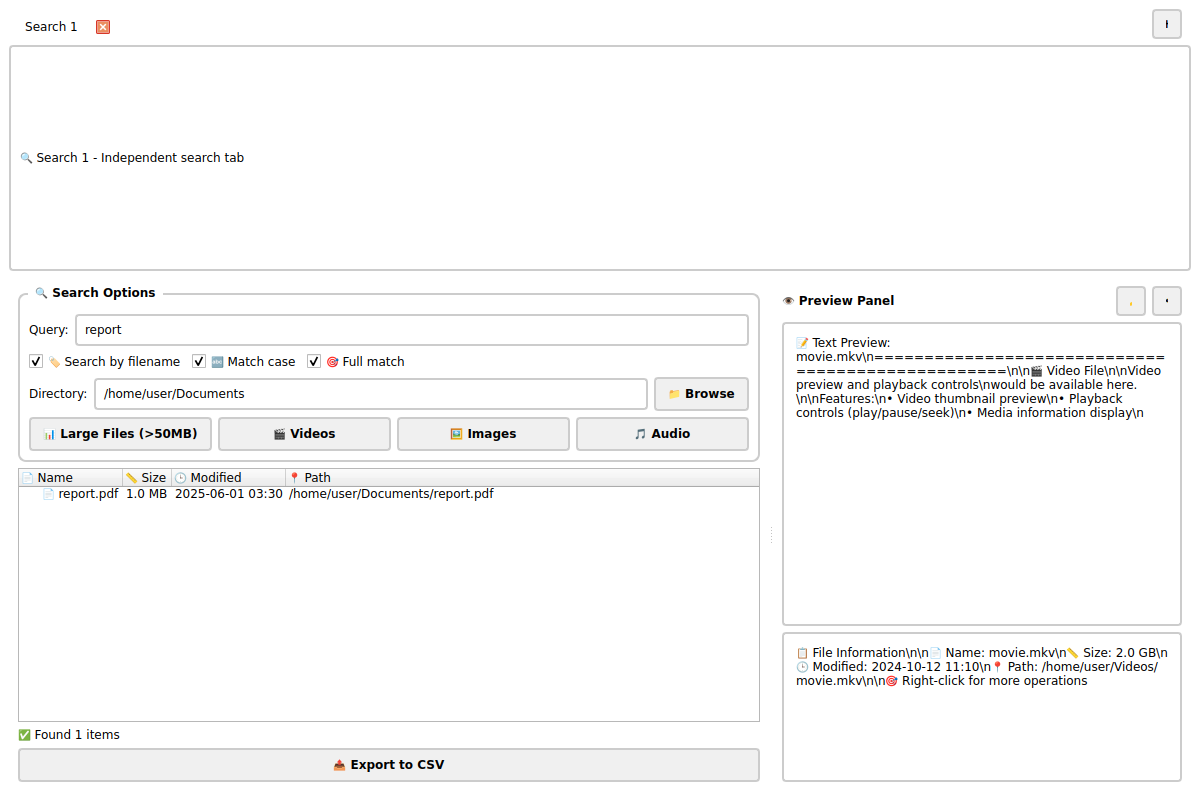 Search 1
🔍 Search 1 - Independent search tab
🔍 Search Options
Query: report
🏷️ Search by filename 🔤 Match case 🎯 Full match
Directory: /home/user/Documents 📁 Browse
📊 Large Files (>50MB) 🎬 Videos 🖼️ Images 🎵 Audio
📄 Name 📏 Size 🕒 Modified 📍 Path
📄 report.pdf 1.0 MB 2025-06-01 03:30 /home/user/Documents/report.pdf
✅ Found 1 items
📤 Export to CSV
👁️ Preview Panel
📝 Text Preview:
movie.mkv\n=============================
=====================\n\n🎬 Video File\n\nVideo
preview and playback controls\nwould be available here.
\n\nFeatures:\n• Video thumbnail preview\n• Playback
controls (play/pause/seek)\n• Media information display\n
📋 File Information\n\n📄 Name: movie.mkv\n📏 Size: 2.0 GB\n
🕒 Modified: 2024-10-12 11:10\n📍 Path: /home/user/Videos/
movie.mkv\n\n🎯 Right-click for more operations